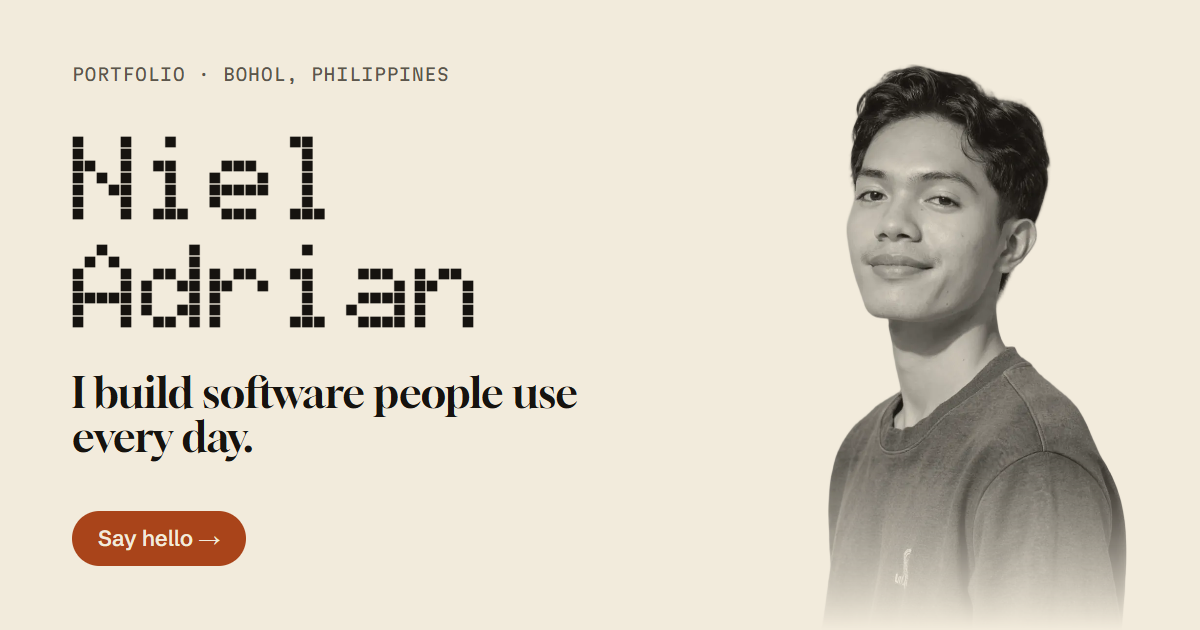 PORTFOLIO · BOHOL, PHILIPPINES
Niel
Adrian
I build software people use
every day.
Say hello →